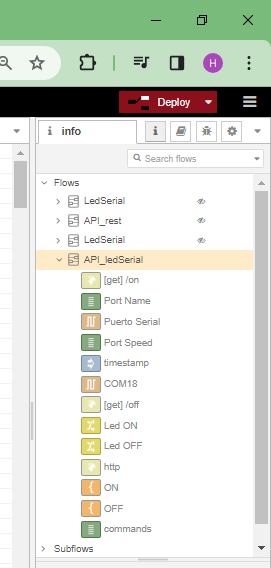 H
Deploy
info
Search flows
Flows
LedSerial
API_rest
LedSerial
API_ledSerial
[get] /on
Port Name
Puerto Serial
Port Speed
timestamp
COM18
[get] /off
Led ON
Led OFF
http
ON
OFF
commands
Subflows